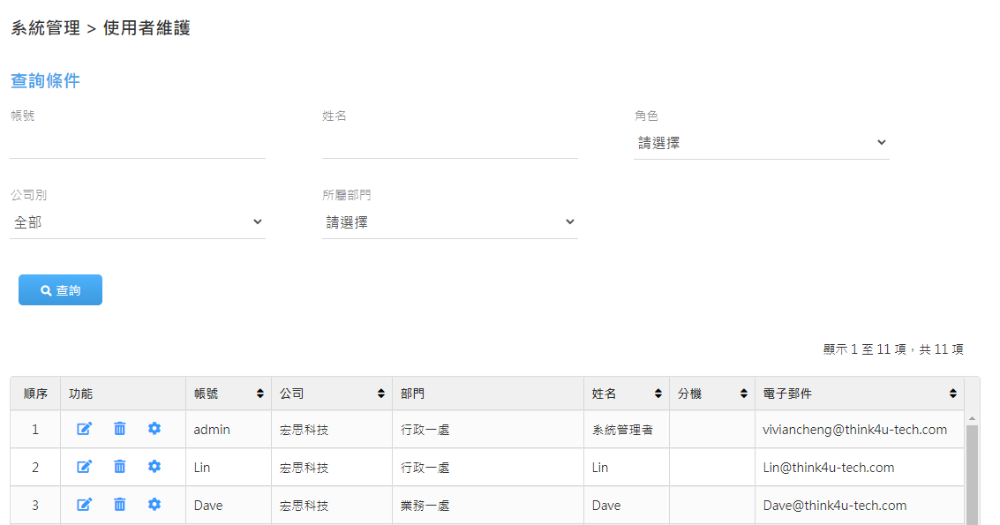 系統管理 > 使用者維護
查詢條件
帳號 姓名 角色
請選擇
公司別 所屬部門
全部 請選擇
查詢
顯示 1 至 11 項，共 11 項
順序 功能 帳號 公司 部門 姓名 分機 電子郵件
1 admin 宏思科技 行政一處 系統管理者 viviancheng@think4u-tech.com
2 Lin 宏思科技 行政一處 Lin Lin@think4u-tech.com
3 Dave 宏思科技 業務一處 Dave Dave@think4u-tech.com